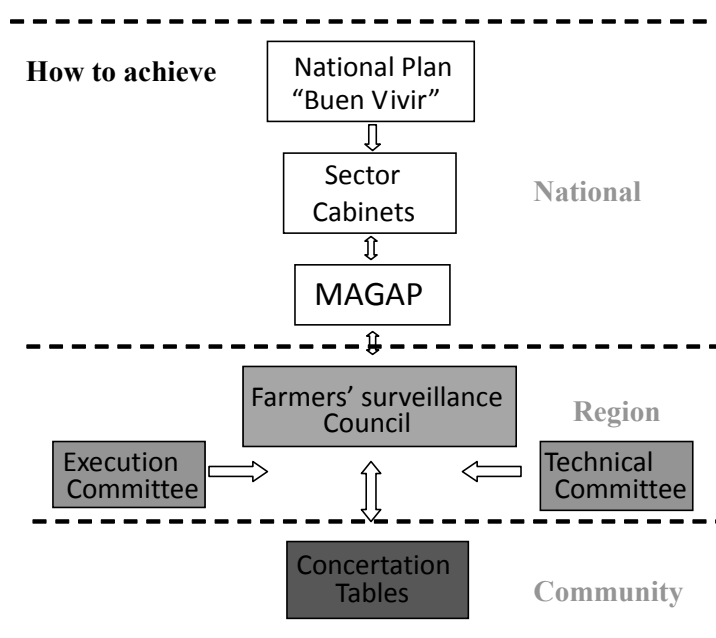 How to achieve
National Plan
“Buen Vivir”
Sector
Cabinets
National
MAGAP
Farmers’ surveillance
Council
Region
Execution
Committee
Technical
Committee
Concertation
Tables
Community